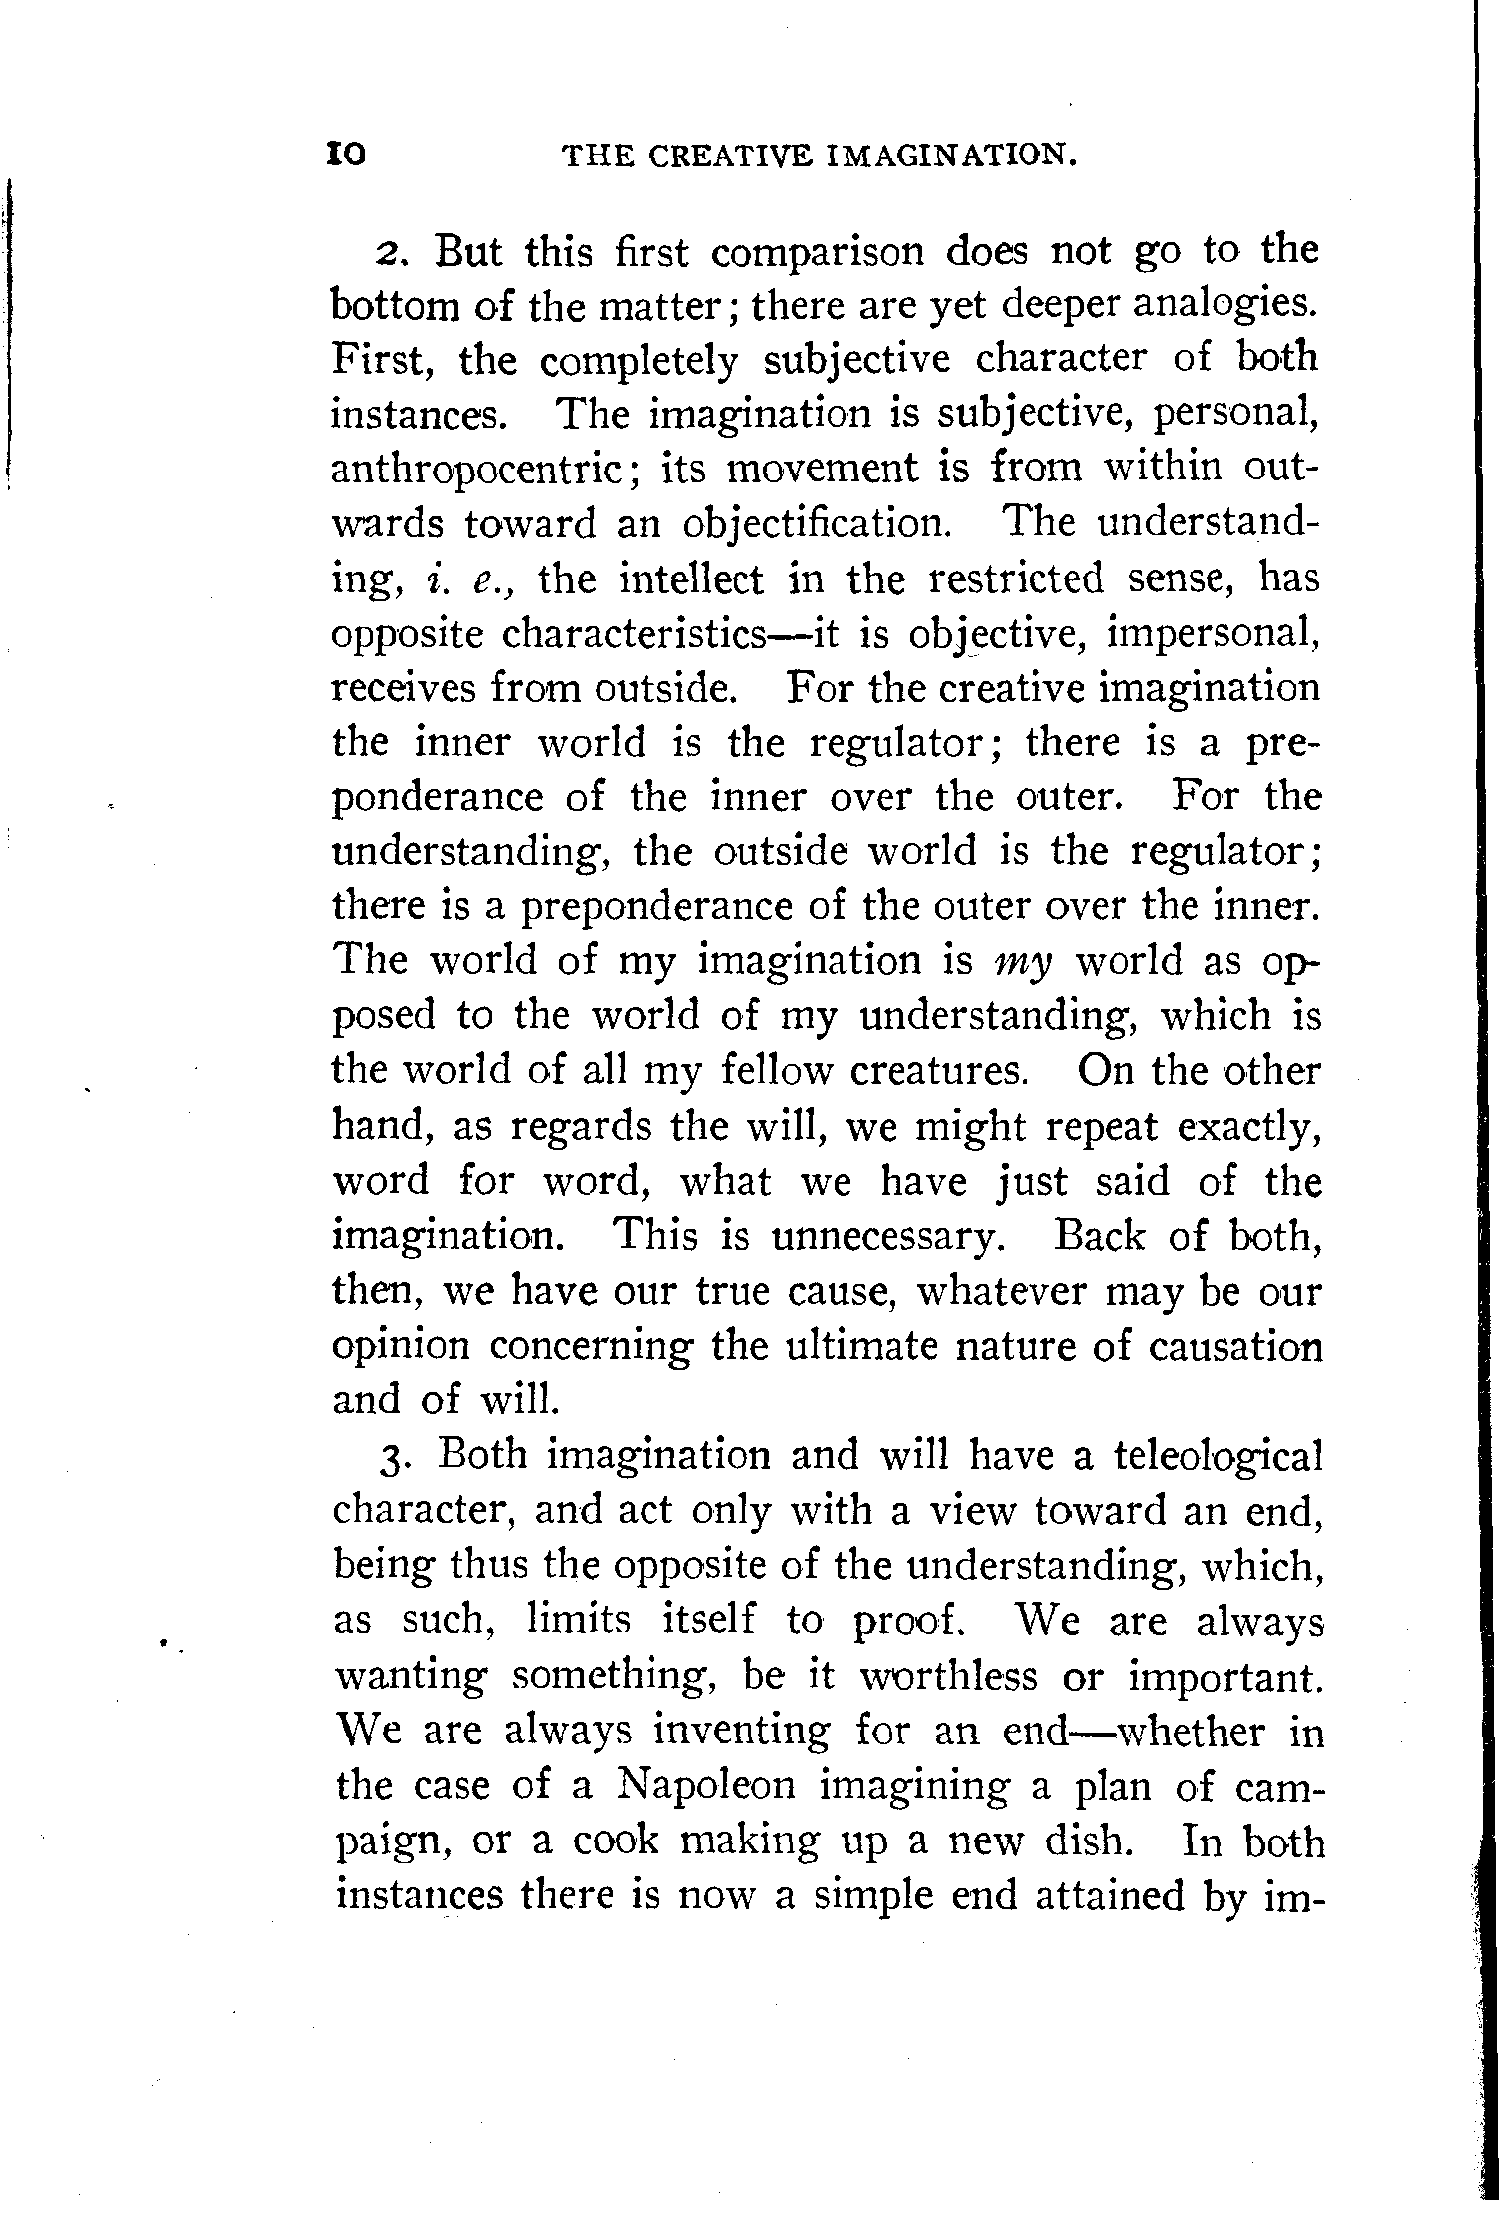 10 THE CREATIVE IMAGINATION.
2. But this first comparison does not go to the
bottom of the matter; there are yet deeper analogies.
First, the completely subjective character of both
instances. The imagination is subjective, personal,
anthropocentric; its movement is from within out-
wards toward an objectification. The understand-
ing, i. e., the intellect in the restricted sense, has
opposite characteristics—it is objective, impersonal,
receives from outside. For the creative imagination
the inner world is the regulator; there is a pre-
ponderance of the inner over the outer. For the
understanding, the outside world is the regulator;
there is a preponderance of the outer over the inner.
The world of my imagination is my world as op-
posed to the world of my understanding, which is
the world of all my fellow creatures. On the other
hand, as regards the will, we might repeat exactly,
word for word, what we have just said of the
imagination. This is unnecessary. Back of both,
then, we have our true cause, whatever may be our
opinion concerning the ultimate nature of causation
and of will.
3. Both imagination and will have a teleological
character, and act only with a view toward an end,
being thus the opposite of the understanding, which,
as such, limits itself to proof. We are always
wanting something, be it worthless or important.
We are always inventing for an end—whether in
the case of a Napoleon imagining a plan of cam-
paign, or a cook making up a new dish. In both
instances there is now a simple end attained by im-